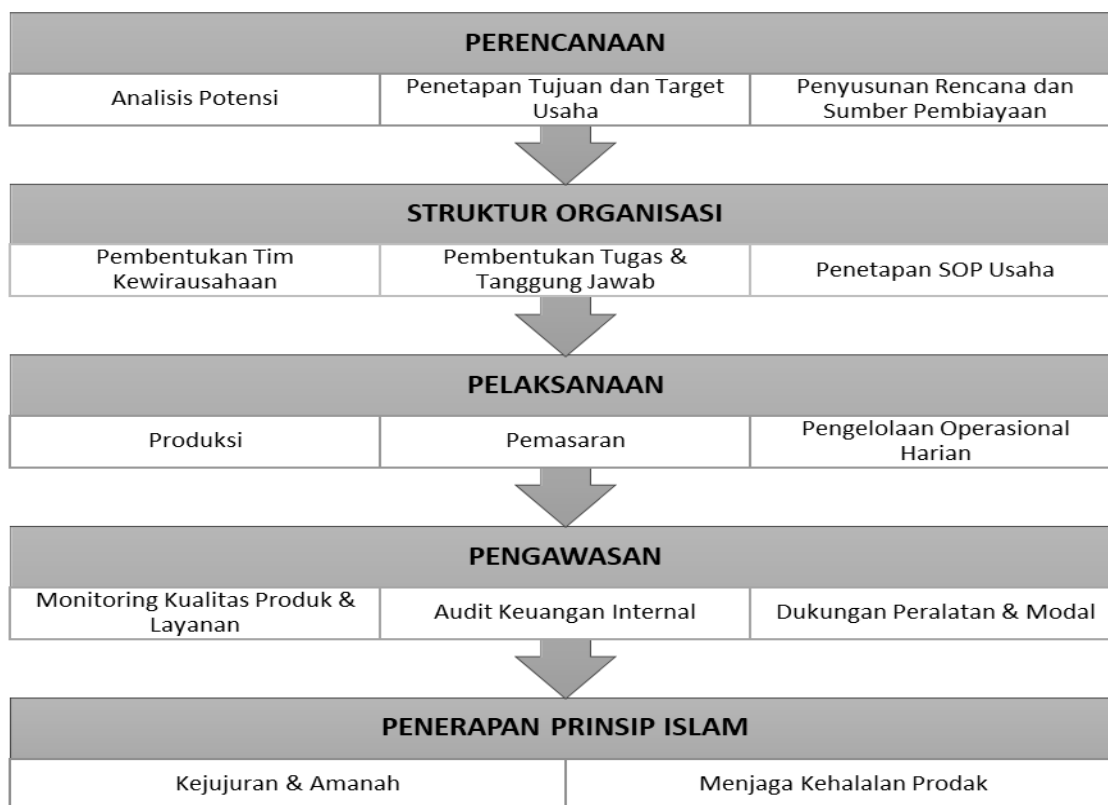 PERENCANAAN
Analisis Potensi
Penetapan Tujuan dan Target
Usaha
Penyusunan Rencana dan
Sumber Pembiayaan
STRUKTUR ORGANISASI
Pembentukan Tim
Kewirausahaan
Pembentukan Tugas &
Tanggung Jawab
Penetapan SOP Usaha
PELAKSANAAN
Produksi
Pemasaran
Pengelolaan Operasional
Harian
PENGAWASAN
Monitoring Kualitas Produk &
Layanan
Audit Keuangan Internal
Dukungan Peralatan & Modal
PENERAPAN PRINSIP ISLAM
Kejujuran & Amanah
Menjaga Kehalalan Prodak